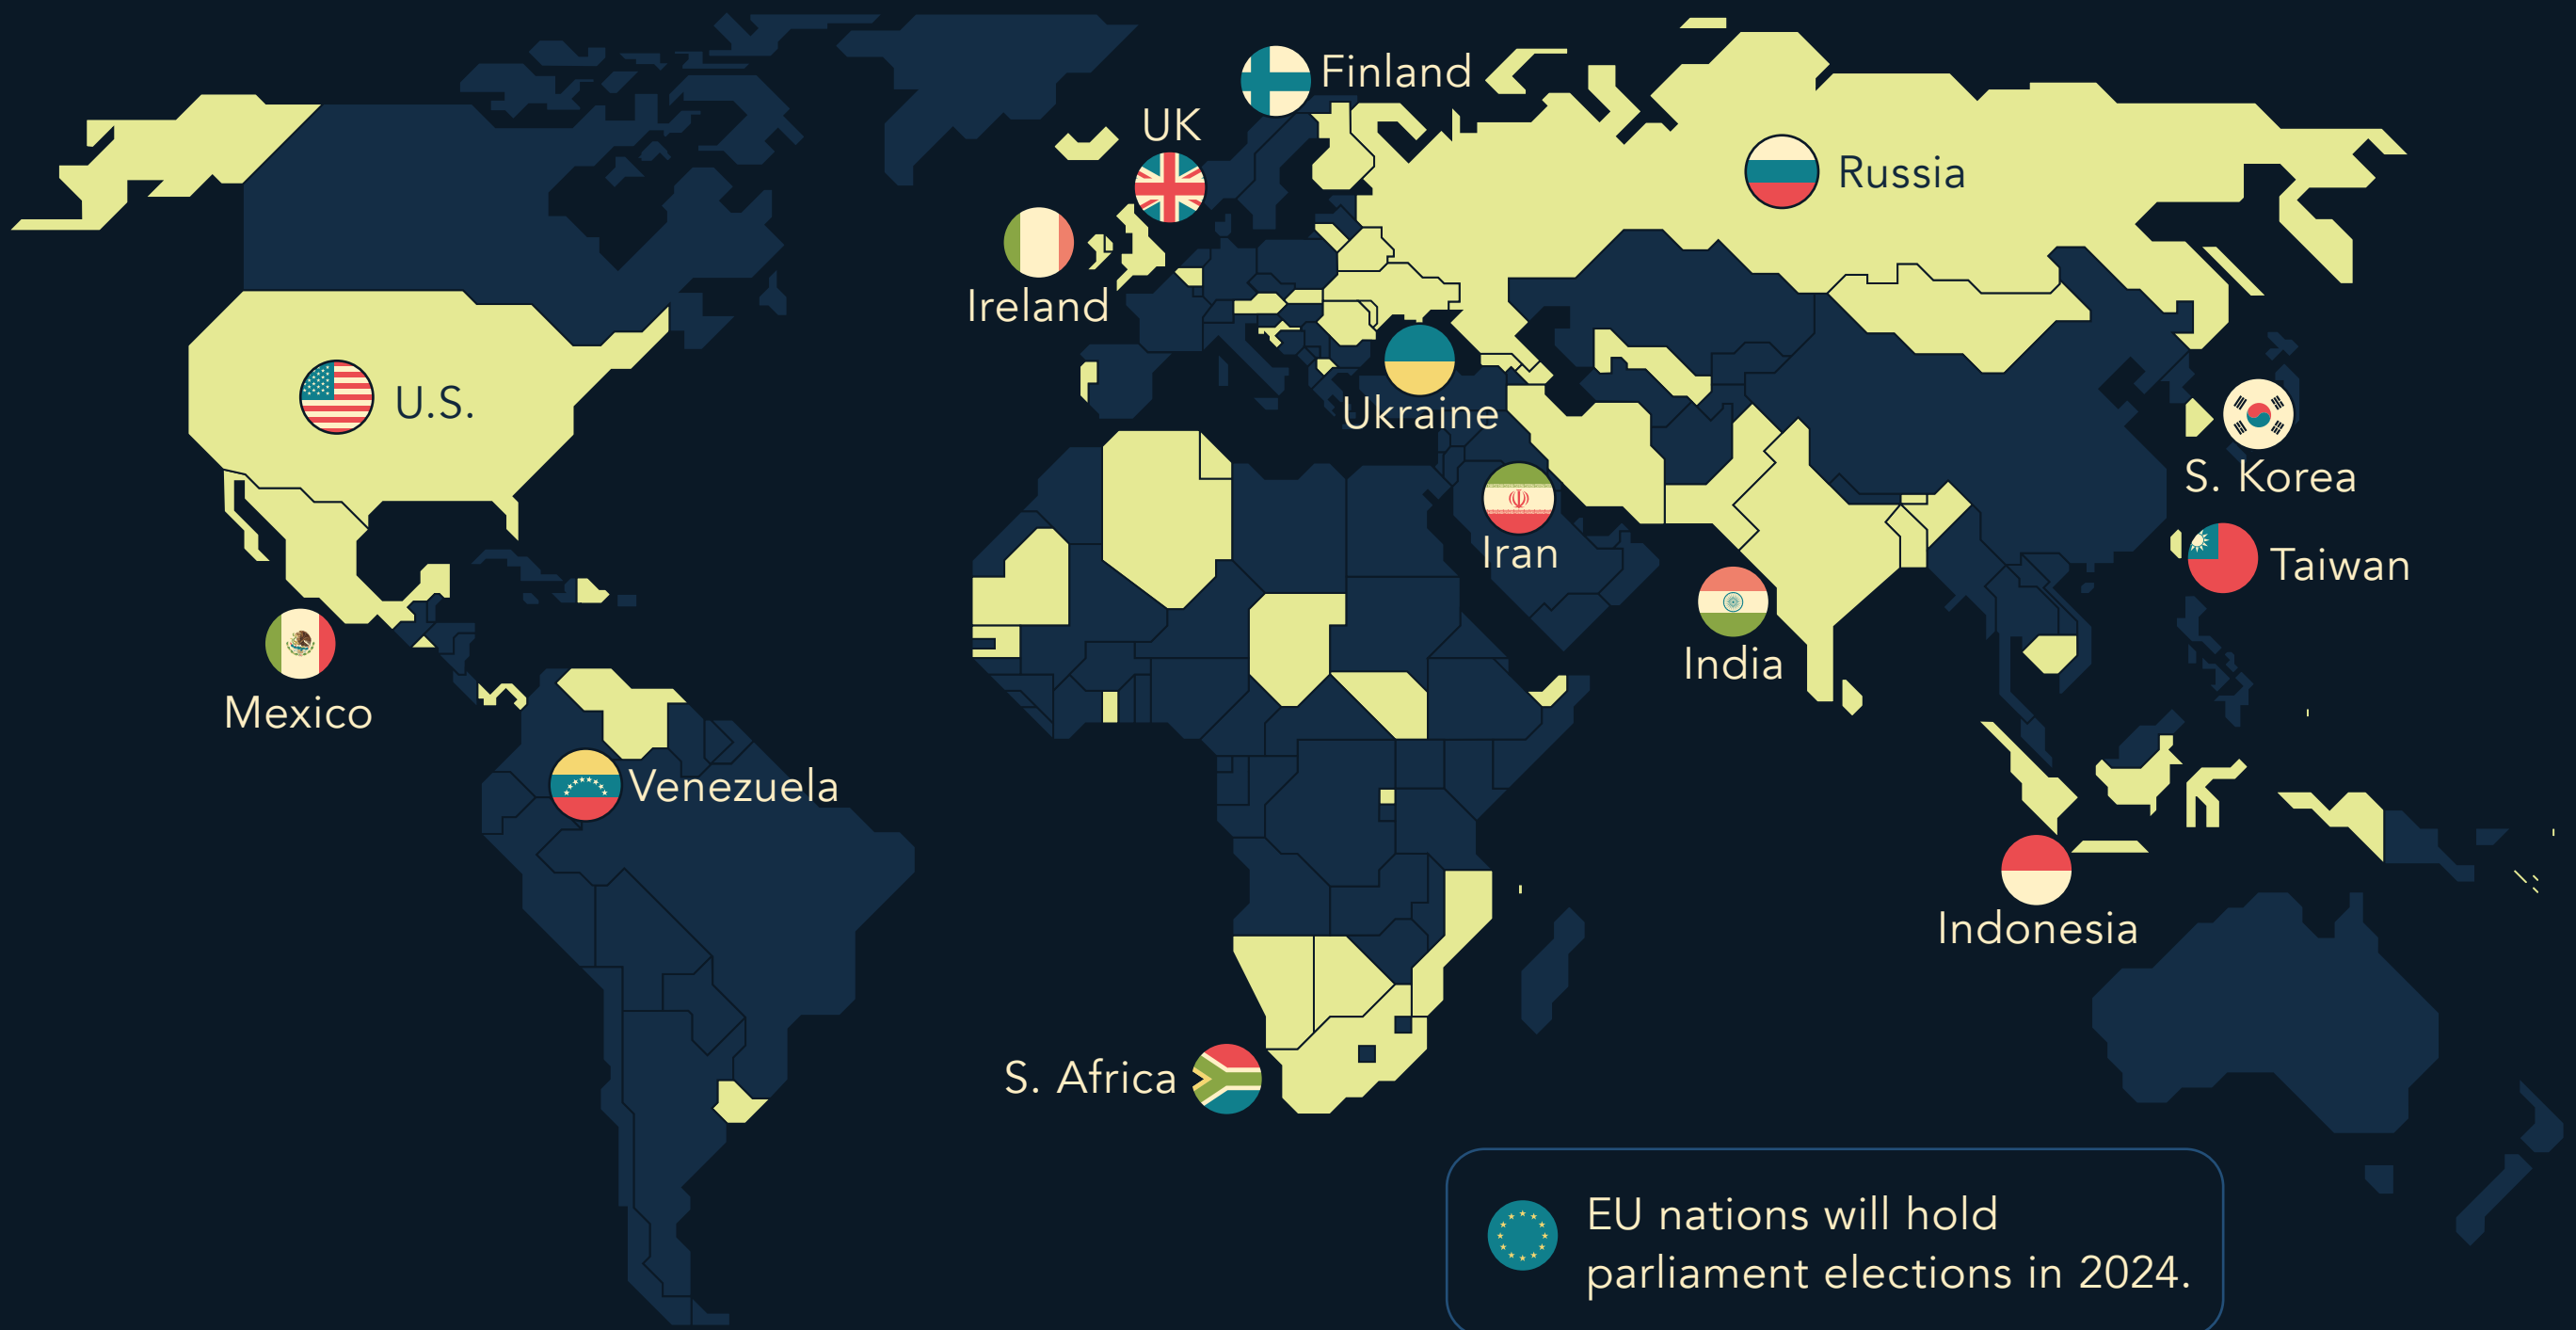 Finland
UK
Russia
Ireland
U.S.
Ukraine
S. Korea
Iran
Taiwan
India
Mexico
Venezuela
Indonesia
S. Africa
EU nations will hold
parliament elections in 2024.